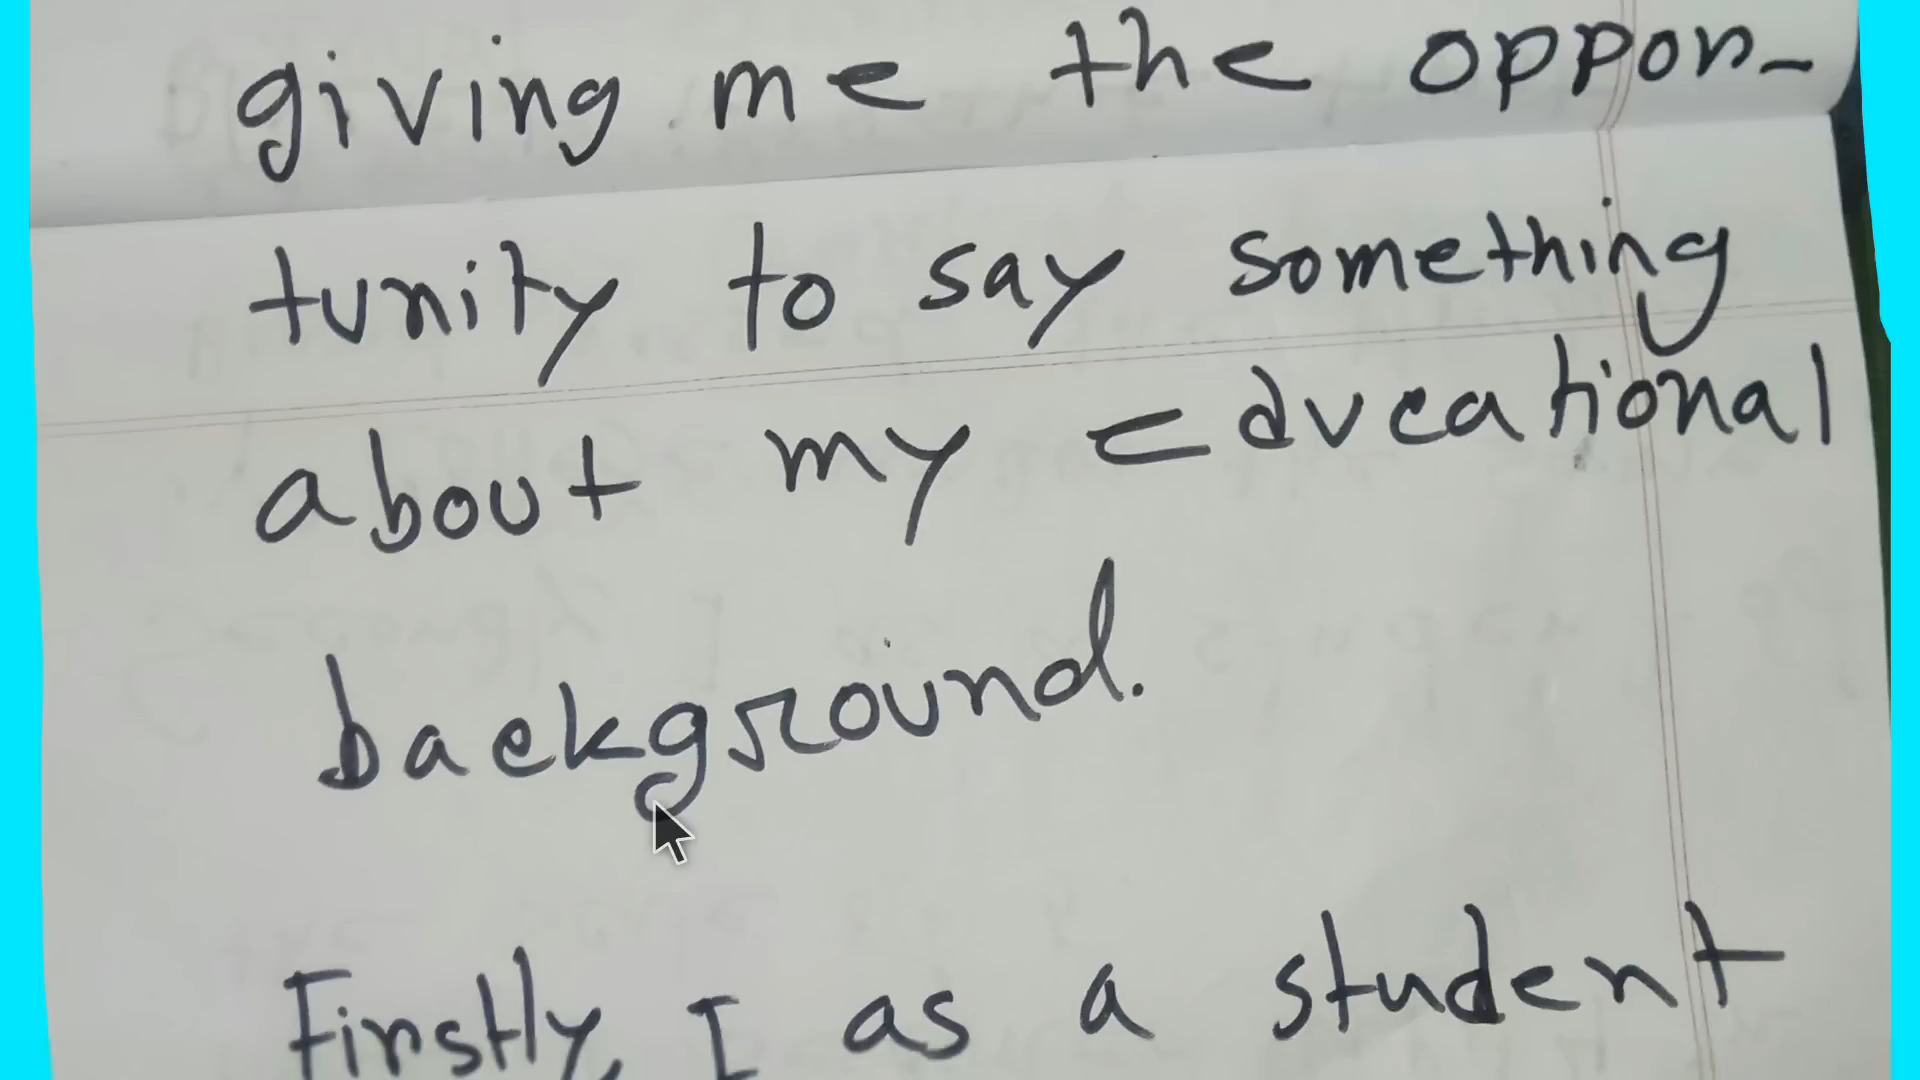 giving me the oppor-
tunity to say something
about my educational
background.
Firstly, I as a student